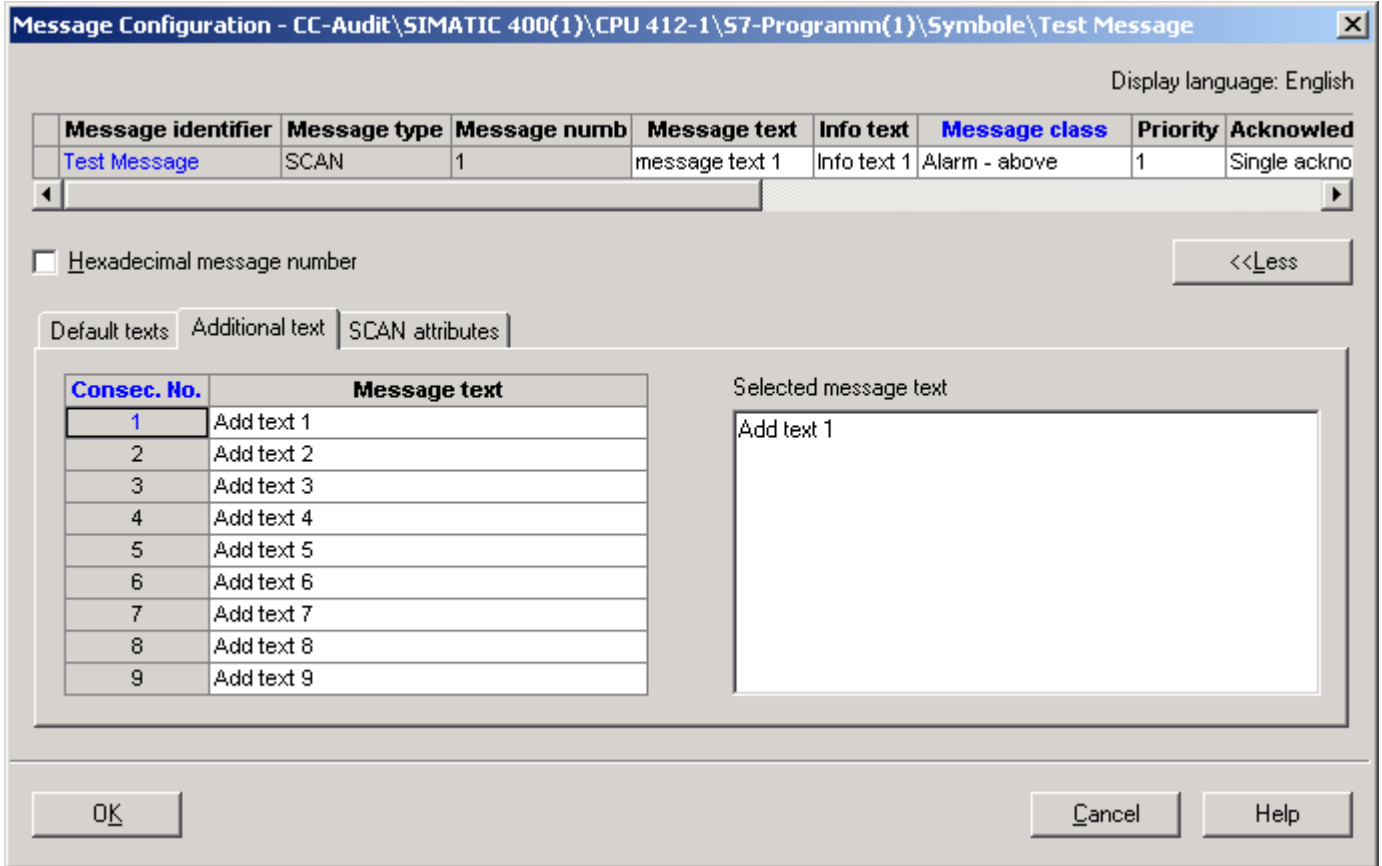 Message Configuration - CC-Audit\SIMATIC 400(1)\CPU 412-1\S7-Programm(1)\Symbole\Test Message
Display language: English
Message identifier Message type Message numb Message text Info text Message class Priority Acknowled
Test Message SCAN 1 message text 1 Info text 1 Alarm - above 1 Single ackno
Hexadecimal message number
<<Less
Default texts Additional text SCAN attributes
Consec. No. Message text
1 Add text 1
2 Add text 2
3 Add text 3
4 Add text 4
5 Add text 5
6 Add text 6
7 Add text 7
8 Add text 8
9 Add text 9
Selected message text
Add text 1
OK Cancel Help